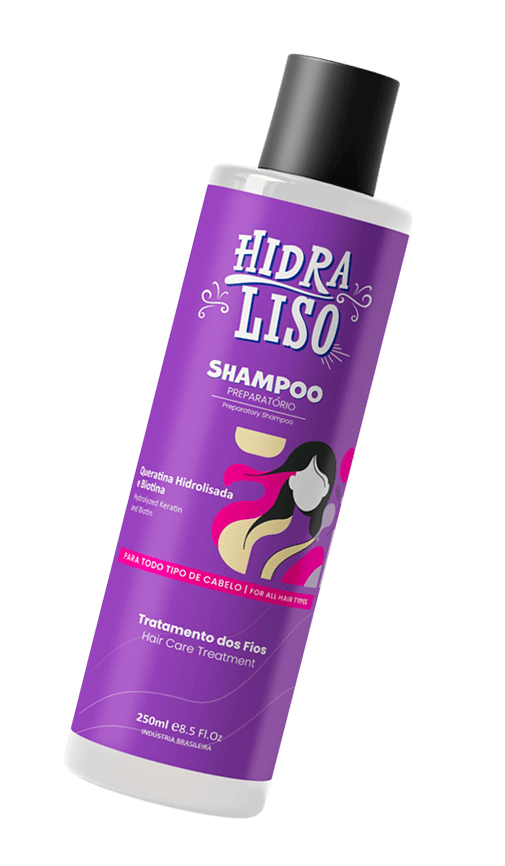 HIDRA
LISO
SHAMPOO
PREPARATÓRIO
Preparatory Shampoo
Queratina Hidrolisada
e Biotina
Hydrolyzed Keratin
and Biotin
PARA TODO TIPO DE CABELO | FOR ALL HAIR TYPES
Tratamento dos Fios
Hair Care Treatment
250ml ℮8.5 Fl.Oz
INDÚSTRIA BRASILEIRA